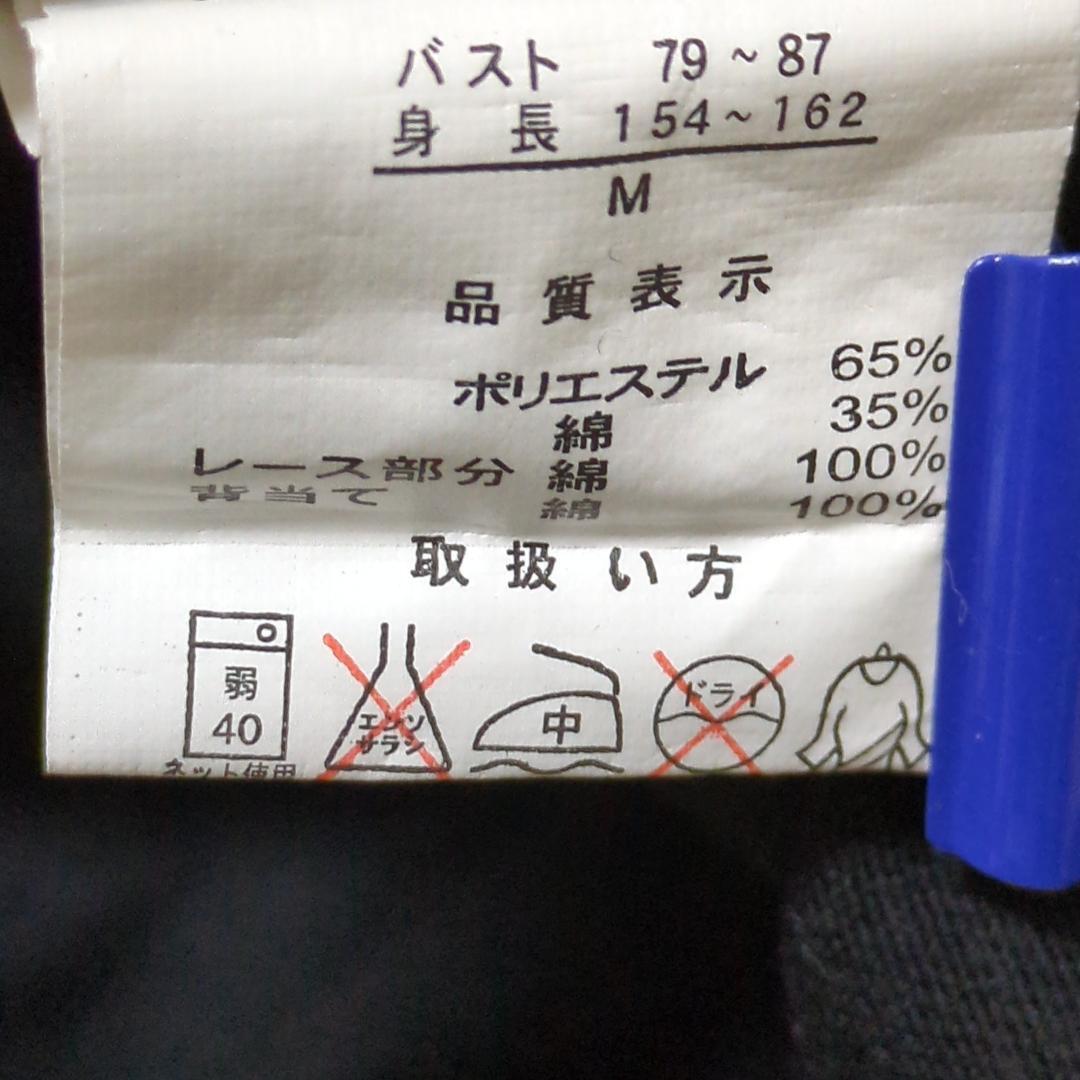 バスト 79～87
身長 154～162
M
品質表示
ポリエステル 65%
綿 35%
レース部分 綿 100%
当て 綿 100%
取扱い方
弱
40
ネット使用
エンソ
サラシ
中
ドライ